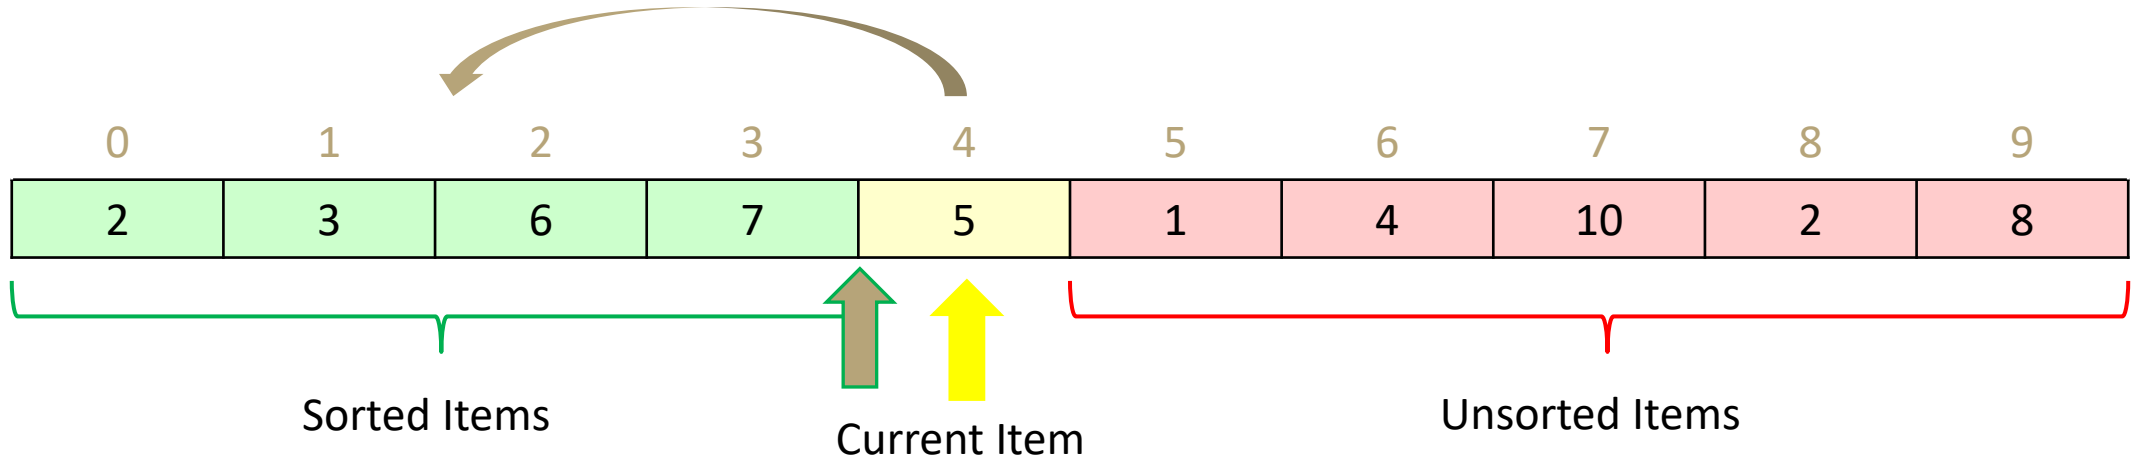 0 1 2 3 4 5 6 7 8 9
2 3 6 7 5 1 4 10 2 8
Sorted Items
Unsorted Items
Current Item